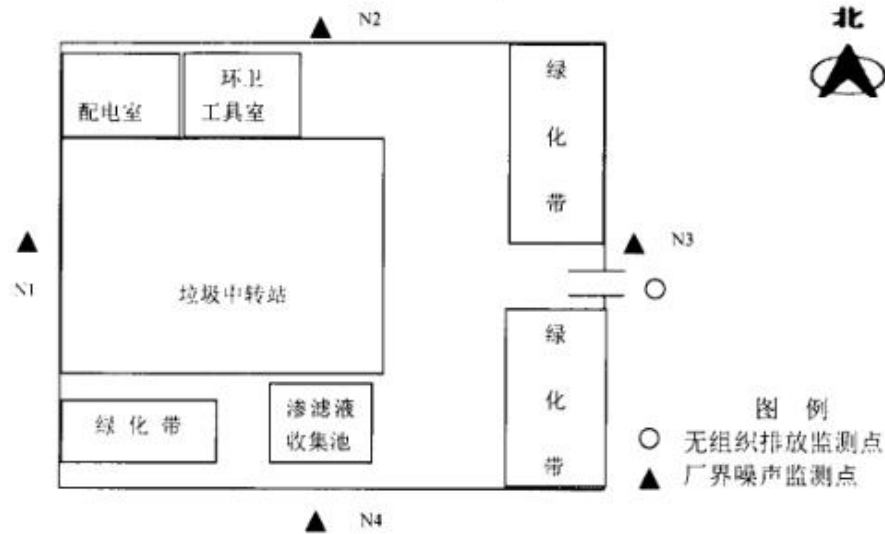 N2
北
绿
化
带
环卫
工具室
配电室
N3
N1
垃圾中转站
绿
化
带
渗滤液
收集池
绿 化 带
图 例
无组织排放监测点
厂界噪声监测点
N4